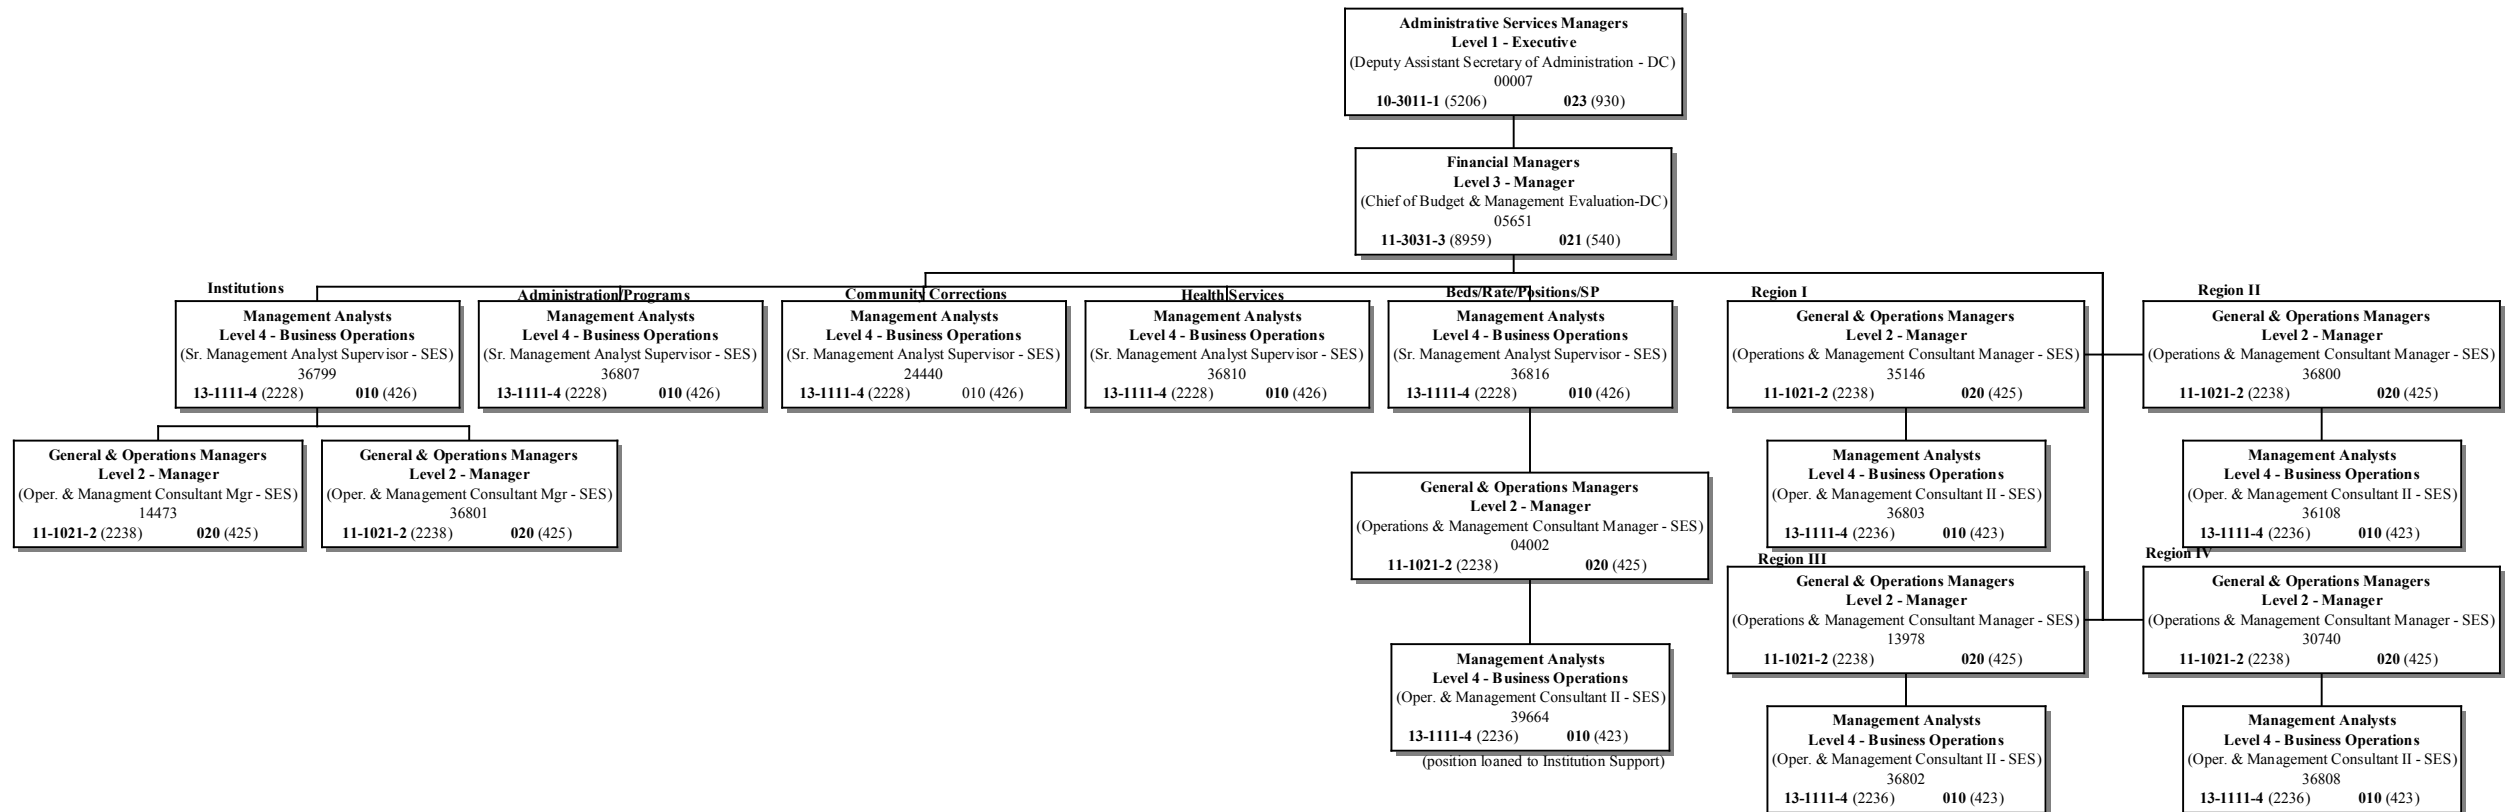 Administrative Services Managers
Level 1 - Executive
(Deputy Assistant Secretary of Administration - DC)
00007
10-3011-1 (5206) 023 (930)
Financial Managers
Level 3 - Manager
(Chief of Budget & Management Evaluation-DC)
05651
11-3031-3 (8959) 021 (540)
Institutions
Management Analysts
Level 4 - Business Operations
(Sr. Management Analyst Supervisor - SES)
36799
13-1111-4 (2228) 010 (426)
Administration/Programs
Management Analysts
Level 4 - Business Operations
(Sr. Management Analyst Supervisor - SES)
36807
13-1111-4 (2228) 010 (426)
Community Corrections
Management Analysts
Level 4 - Business Operations
(Sr. Management Analyst Supervisor - SES)
24440
13-1111-4 (2228) 010 (426)
Health Services
Management Analysts
Level 4 - Business Operations
(Sr. Management Analyst Supervisor - SES)
36810
13-1111-4 (2228) 010 (426)
Beds/Rate/Positions/SP
Management Analysts
Level 4 - Business Operations
(Sr. Management Analyst Supervisor - SES)
36816
13-1111-4 (2228) 010 (426)
Region I
General & Operations Managers
Level 2 - Manager
(Operations & Management Consultant Manager - SES)
35146
11-1021-2 (2238) 020 (425)
Region II
General & Operations Managers
Level 2 - Manager
(Operations & Management Consultant Manager - SES)
36800
11-1021-2 (2238) 020 (425)
General & Operations Managers
Level 2 - Manager
(Oper. & Managment Consultant Mgr - SES)
14473
11-1021-2 (2238) 020 (425)
General & Operations Managers
Level 2 - Manager
(Oper. & Management Consultant Mgr - SES)
36801
11-1021-2 (2238) 020 (425)
General & Operations Managers
Level 2 - Manager
(Operations & Management Consultant Manager - SES)
04002
11-1021-2 (2238) 020 (425)
Management Analysts
Level 4 - Business Operations
(Oper. & Management Consultant II - SES)
36803
13-1111-4 (2236) 010 (423)
Management Analysts
Level 4 - Business Operations
(Oper. & Management Consultant II - SES)
36108
13-1111-4 (2236) 010 (423)
Region III
General & Operations Managers
Level 2 - Manager
(Operations & Management Consultant Manager - SES)
13978
11-1021-2 (2238) 020 (425)
Region IV
General & Operations Managers
Level 2 - Manager
(Operations & Management Consultant Manager - SES)
30740
11-1021-2 (2238) 020 (425)
Management Analysts
Level 4 - Business Operations
(Oper. & Management Consultant II - SES)
39664
13-1111-4 (2236) 010 (423)
(position loaned to Institution Support)
Management Analysts
Level 4 - Business Operations
(Oper. & Management Consultant II - SES)
36802
13-1111-4 (2236) 010 (423)
Management Analysts
Level 4 - Business Operations
(Oper. & Management Consultant II - SES)
36808
13-1111-4 (2236) 010 (423)